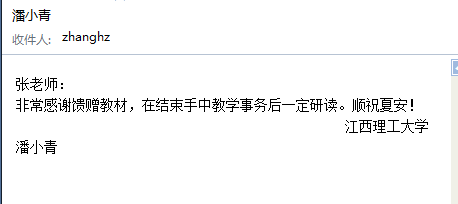 潘小青
收件人: zhanghz
张老师：
非常感谢馈赠教材，在结束手中教学事务后一定研读。顺祝夏安！
江西理工大学
潘小青